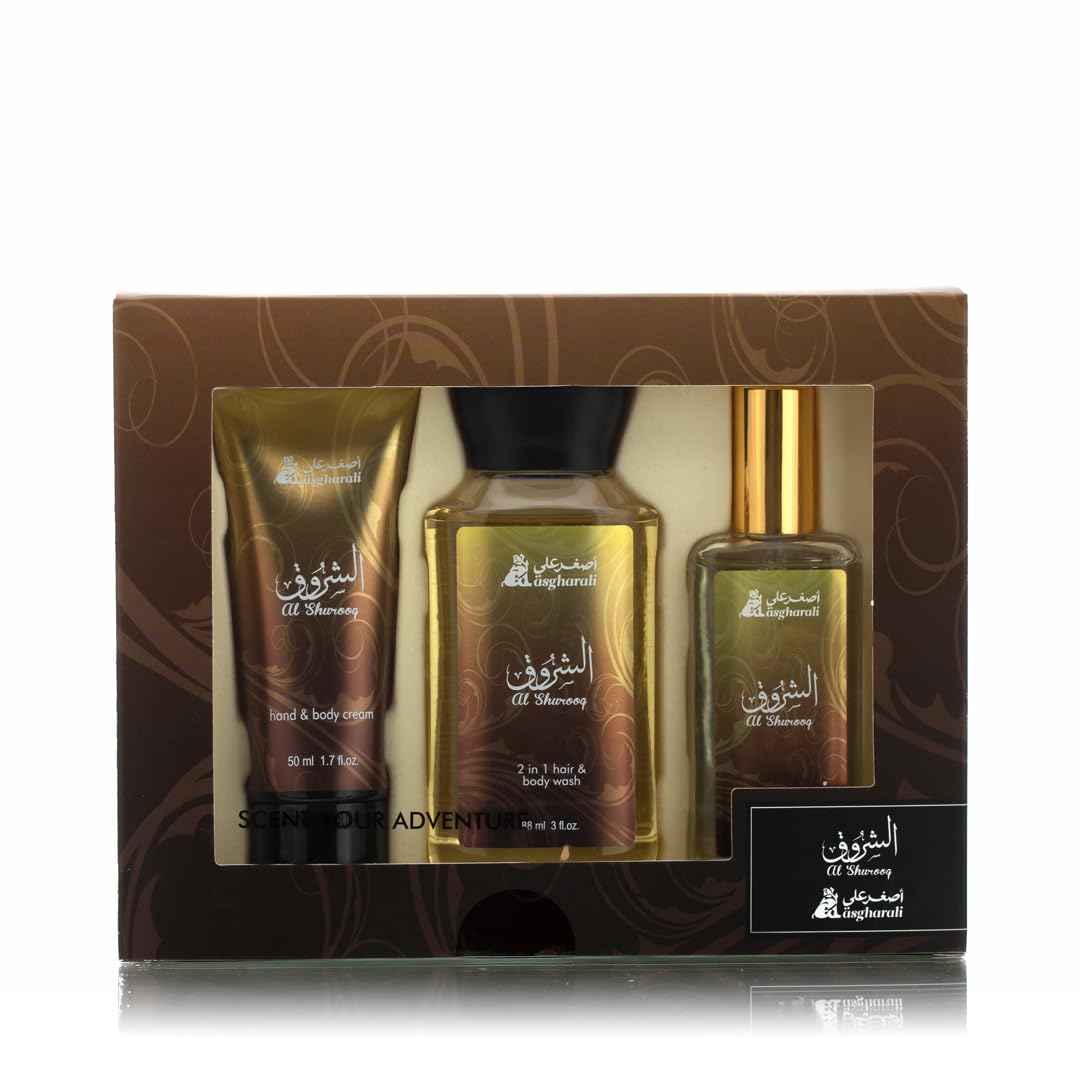 أصغر علي
asgharali
الشروق
Al Shurooq
hand & body cream
50 ml 1.7 fl.oz.
أصغر علي
asgharali
الشروق
Al Shurooq
2 in 1 hair &
body wash
88 ml 3 fl.oz.
أصغر علي
asgharali
الشروق
Al Shurooq
SCENT YOUR ADVENTURE
الشروق
Al Shurooq
أصغر علي
asgharali